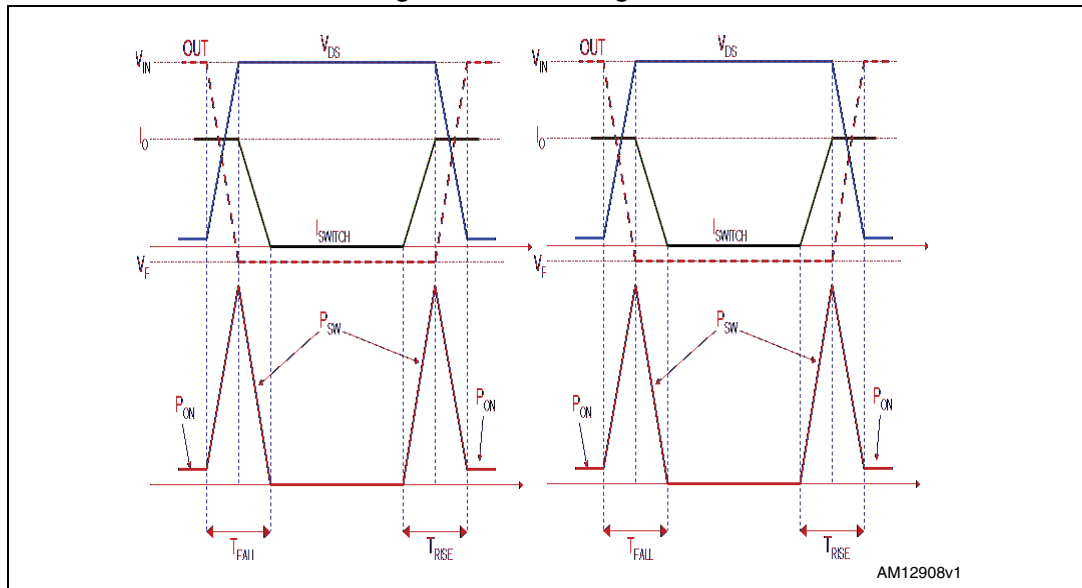 OUT
V_DS
V_IN
I_O
I_SWITCH
V_F
P_SW
P_ON
P_ON
T_FALL
T_RISE
OUT
V_DS
V_IN
I_O
I_SWITCH
V_F
P_SW
P_ON
P_ON
T_FALL
T_RISE
AM12908v1